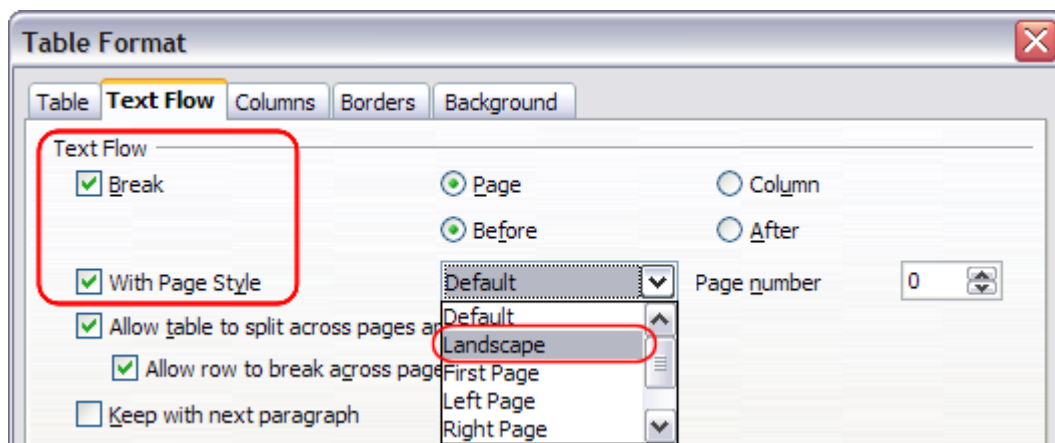 Table Format
Table Text Flow Columns Borders Background
Text Flow
Break Page Column
Before After
With Page Style Default Page number 0
Default
Allow table to split across pages
Landscape
Allow row to break across
First Page
Left Page
Keep with next paragraph
Right Page